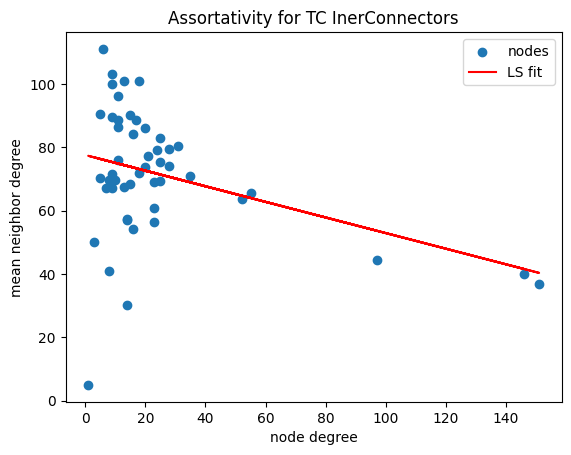 Assortativity for TC InerConnectors
nodes
LS fit
mean neighbor degree
100
80
60
40
20
0
0 20 40 60 80 100 120 140
node degree